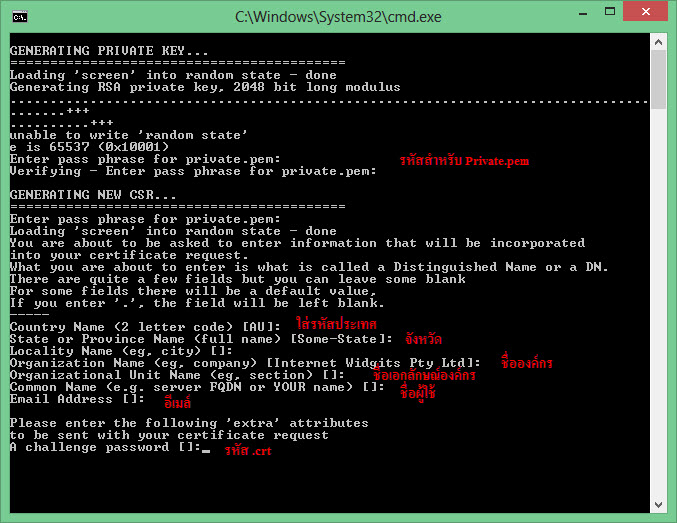 C:\Windows\System32\cmd.exe
GENERATING PRIVATE KEY...
==========================================
Loading 'screen' into random state - done
Generating RSA private key, 2048 bit long modulus
................................................................................
.......+++
..........+++
unable to write 'random state'
e is 65537 (0x10001)
Enter pass phrase for private.pem: รหัสสำหรับ Private.pem
Verifying - Enter pass phrase for private.pem:
GENERATING NEW CSR...
==========================================
Enter pass phrase for private.pem:
Loading 'screen' into random state - done
You are about to be asked to enter information that will be incorporated
into your certificate request.
What you are about to enter is what is called a Distinguished Name or a DN.
There are quite a few fields but you can leave some blank
For some fields there will be a default value,
If you enter '.', the field will be left blank.
-----
Country Name (2 letter code) [AU]: ใส่รหัสประเทศ
State or Province Name (full name) [Some-State]: จังหวัด
Locality Name (eg, city) []:
Organization Name (eg, company) [Internet Widgits Pty Ltd]: ชื่อองค์กร
Organizational Unit Name (eg, section) []: ชื่อเอกลักษณ์องค์กร
Common Name (e.g. server FQDN or YOUR name) []: ชื่อผู้ใช้
Email Address []: อีเมล์
Please enter the following 'extra' attributes
to be sent with your certificate request
A challenge password []:_ รหัส .crt